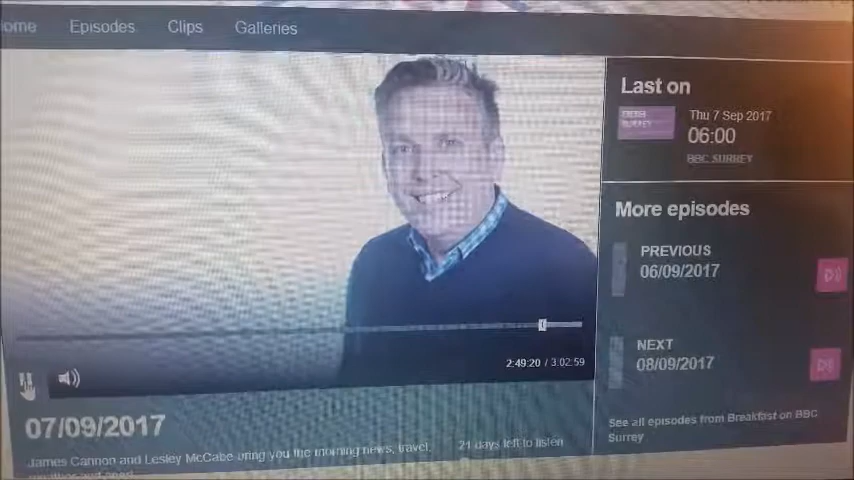 ome Episodes Clips Galleries
Last on
BBC
SURREY
Thu 7 Sep 2017
06:00
BBC SURREY
More episodes
PREVIOUS
06/09/2017
NEXT
08/09/2017
2:49:20 / 3:02:59
07/09/2017
James Cannon and Lesley McCabe bring you the morning news, travel,
21 days left to listen
See all episodes from Breakfast on BBC
Surrey